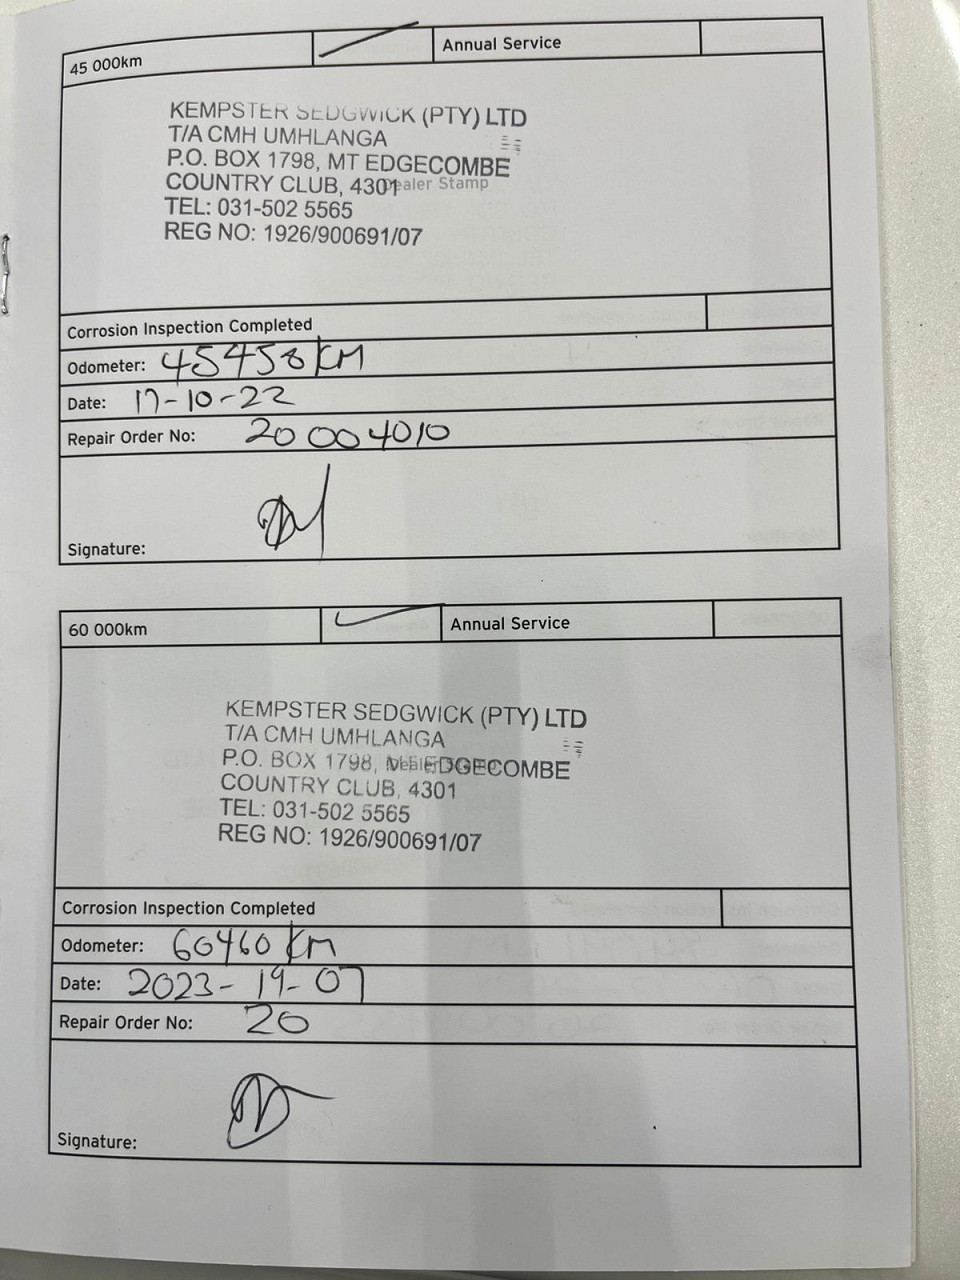 45 000km
Annual Service
KEMPSTER SEDGWICK (PTY) LTD
T/A CMH UMHLANGA
P.O. BOX 1798, MT EDGECOMBE
COUNTRY CLUB, 4301
Dealer Stamp
TEL: 031-502 5565
REG NO: 1926/900691/07
Corrosion Inspection Completed
Odometer: 45458 KM
Date: 17-10-22
Repair Order No: 20004010
Signature:
60 000km
Annual Service
KEMPSTER SEDGWICK (PTY) LTD
T/A CMH UMHLANGA
P.O. BOX 1798, EDGECOMBE
COUNTRY CLUB, 4301
TEL: 031-502 5565
REG NO: 1926/900691/07
Corrosion Inspection Completed
Odometer: 60460 KM
Date: 2023-19-07
Repair Order No: 20
Signature: